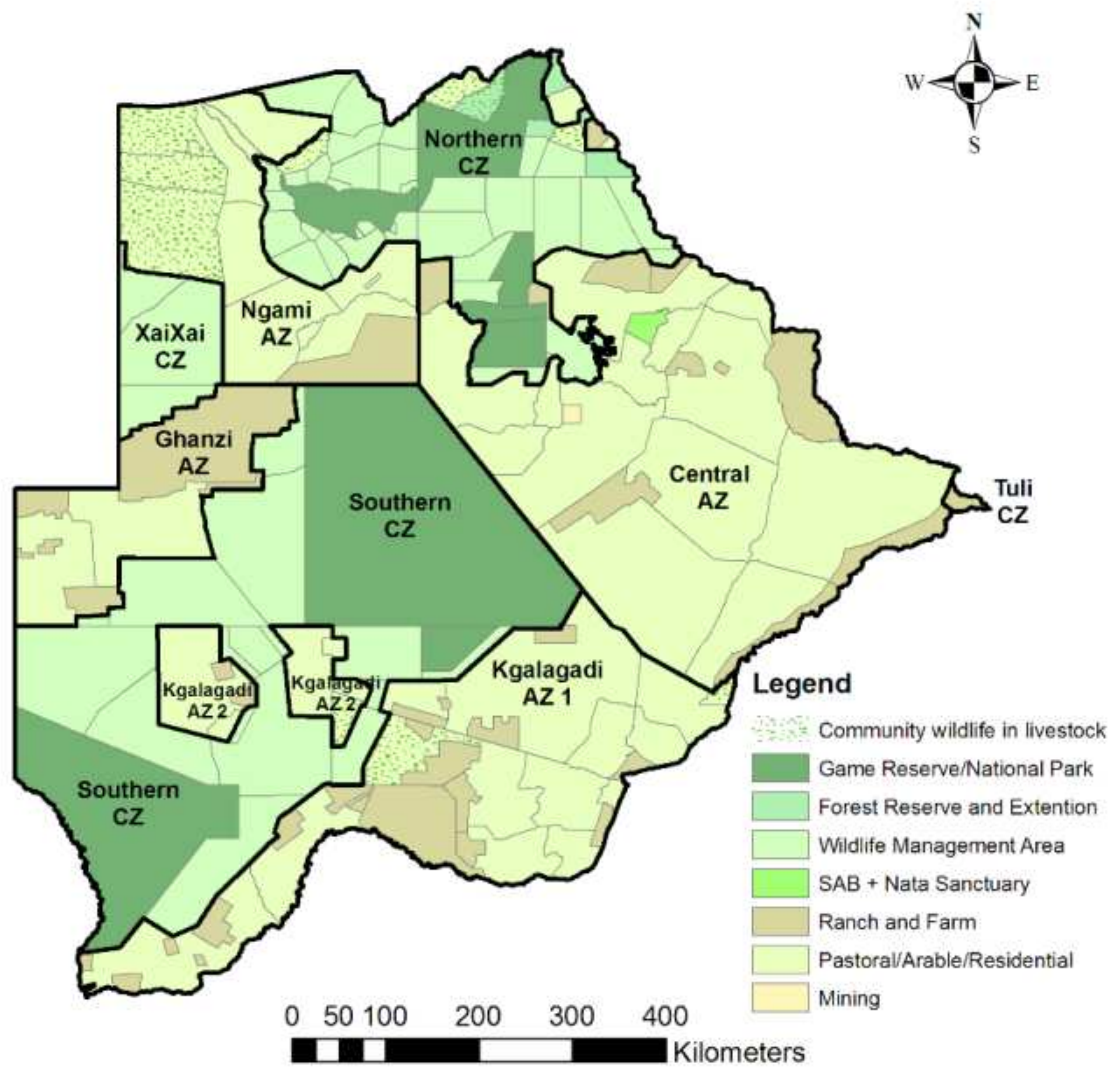 N
W
E
S
Northern
CZ
Ngami
AZ
XaiXai
CZ
Ghanzi
AZ
Southern
CZ
Central
AZ
Tuli
CZ
Kgalagadi
AZ 2
Kgalagadi
AZ 2
Kgalagadi
AZ 1
Southern
CZ
Legend
Community wildlife in livestock
Game Reserve/National Park
Forest Reserve and Extention
Wildlife Management Area
SAB + Nata Sanctuary
Ranch and Farm
Pastoral/Arable/Residential
Mining
0 50 100 200 300 400
Kilometers